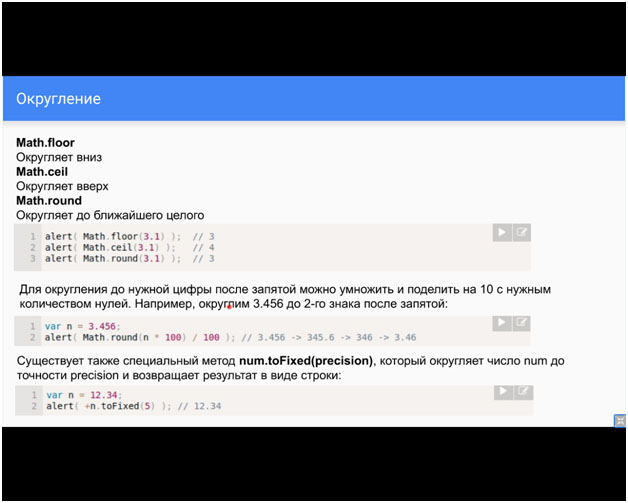 Округление
Math.floor
Округляет вниз
Math.ceil
Округляет вверх
Math.round
Округляет до ближайшего целого
1 alert( Math.floor(3.1) );  // 3
2 alert( Math.ceil(3.1) );   // 4
3 alert( Math.round(3.1) );  // 3
Для округления до нужной цифры после запятой можно умножить и поделить на 10 с нужным
количеством нулей. Например, округлим 3.456 до 2-го знака после запятой:
1 var n = 3.456;
2 alert( Math.round(n * 100) / 100 ); // 3.456 -> 345.6 -> 346 -> 3.46
Существует также специальный метод num.toFixed(precision), который округляет число num до
точности precision и возвращает результат в виде строки:
1 var n = 12.34;
2 alert( +n.toFixed(5) ); // 12.34